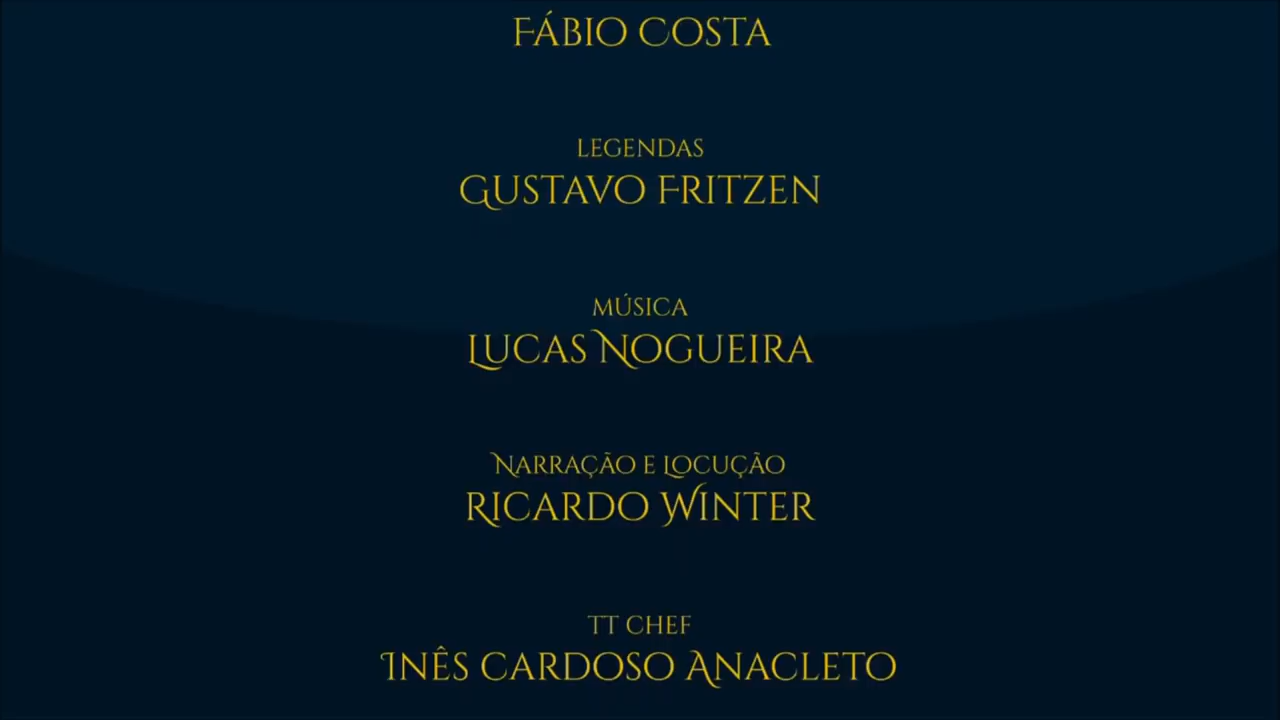 Fábio Costa
legendas
Gustavo Fritzen
música
Lucas Nogueira
Narração e Locução
Ricardo Winter
TT Chef
Inês Cardoso Anacleto